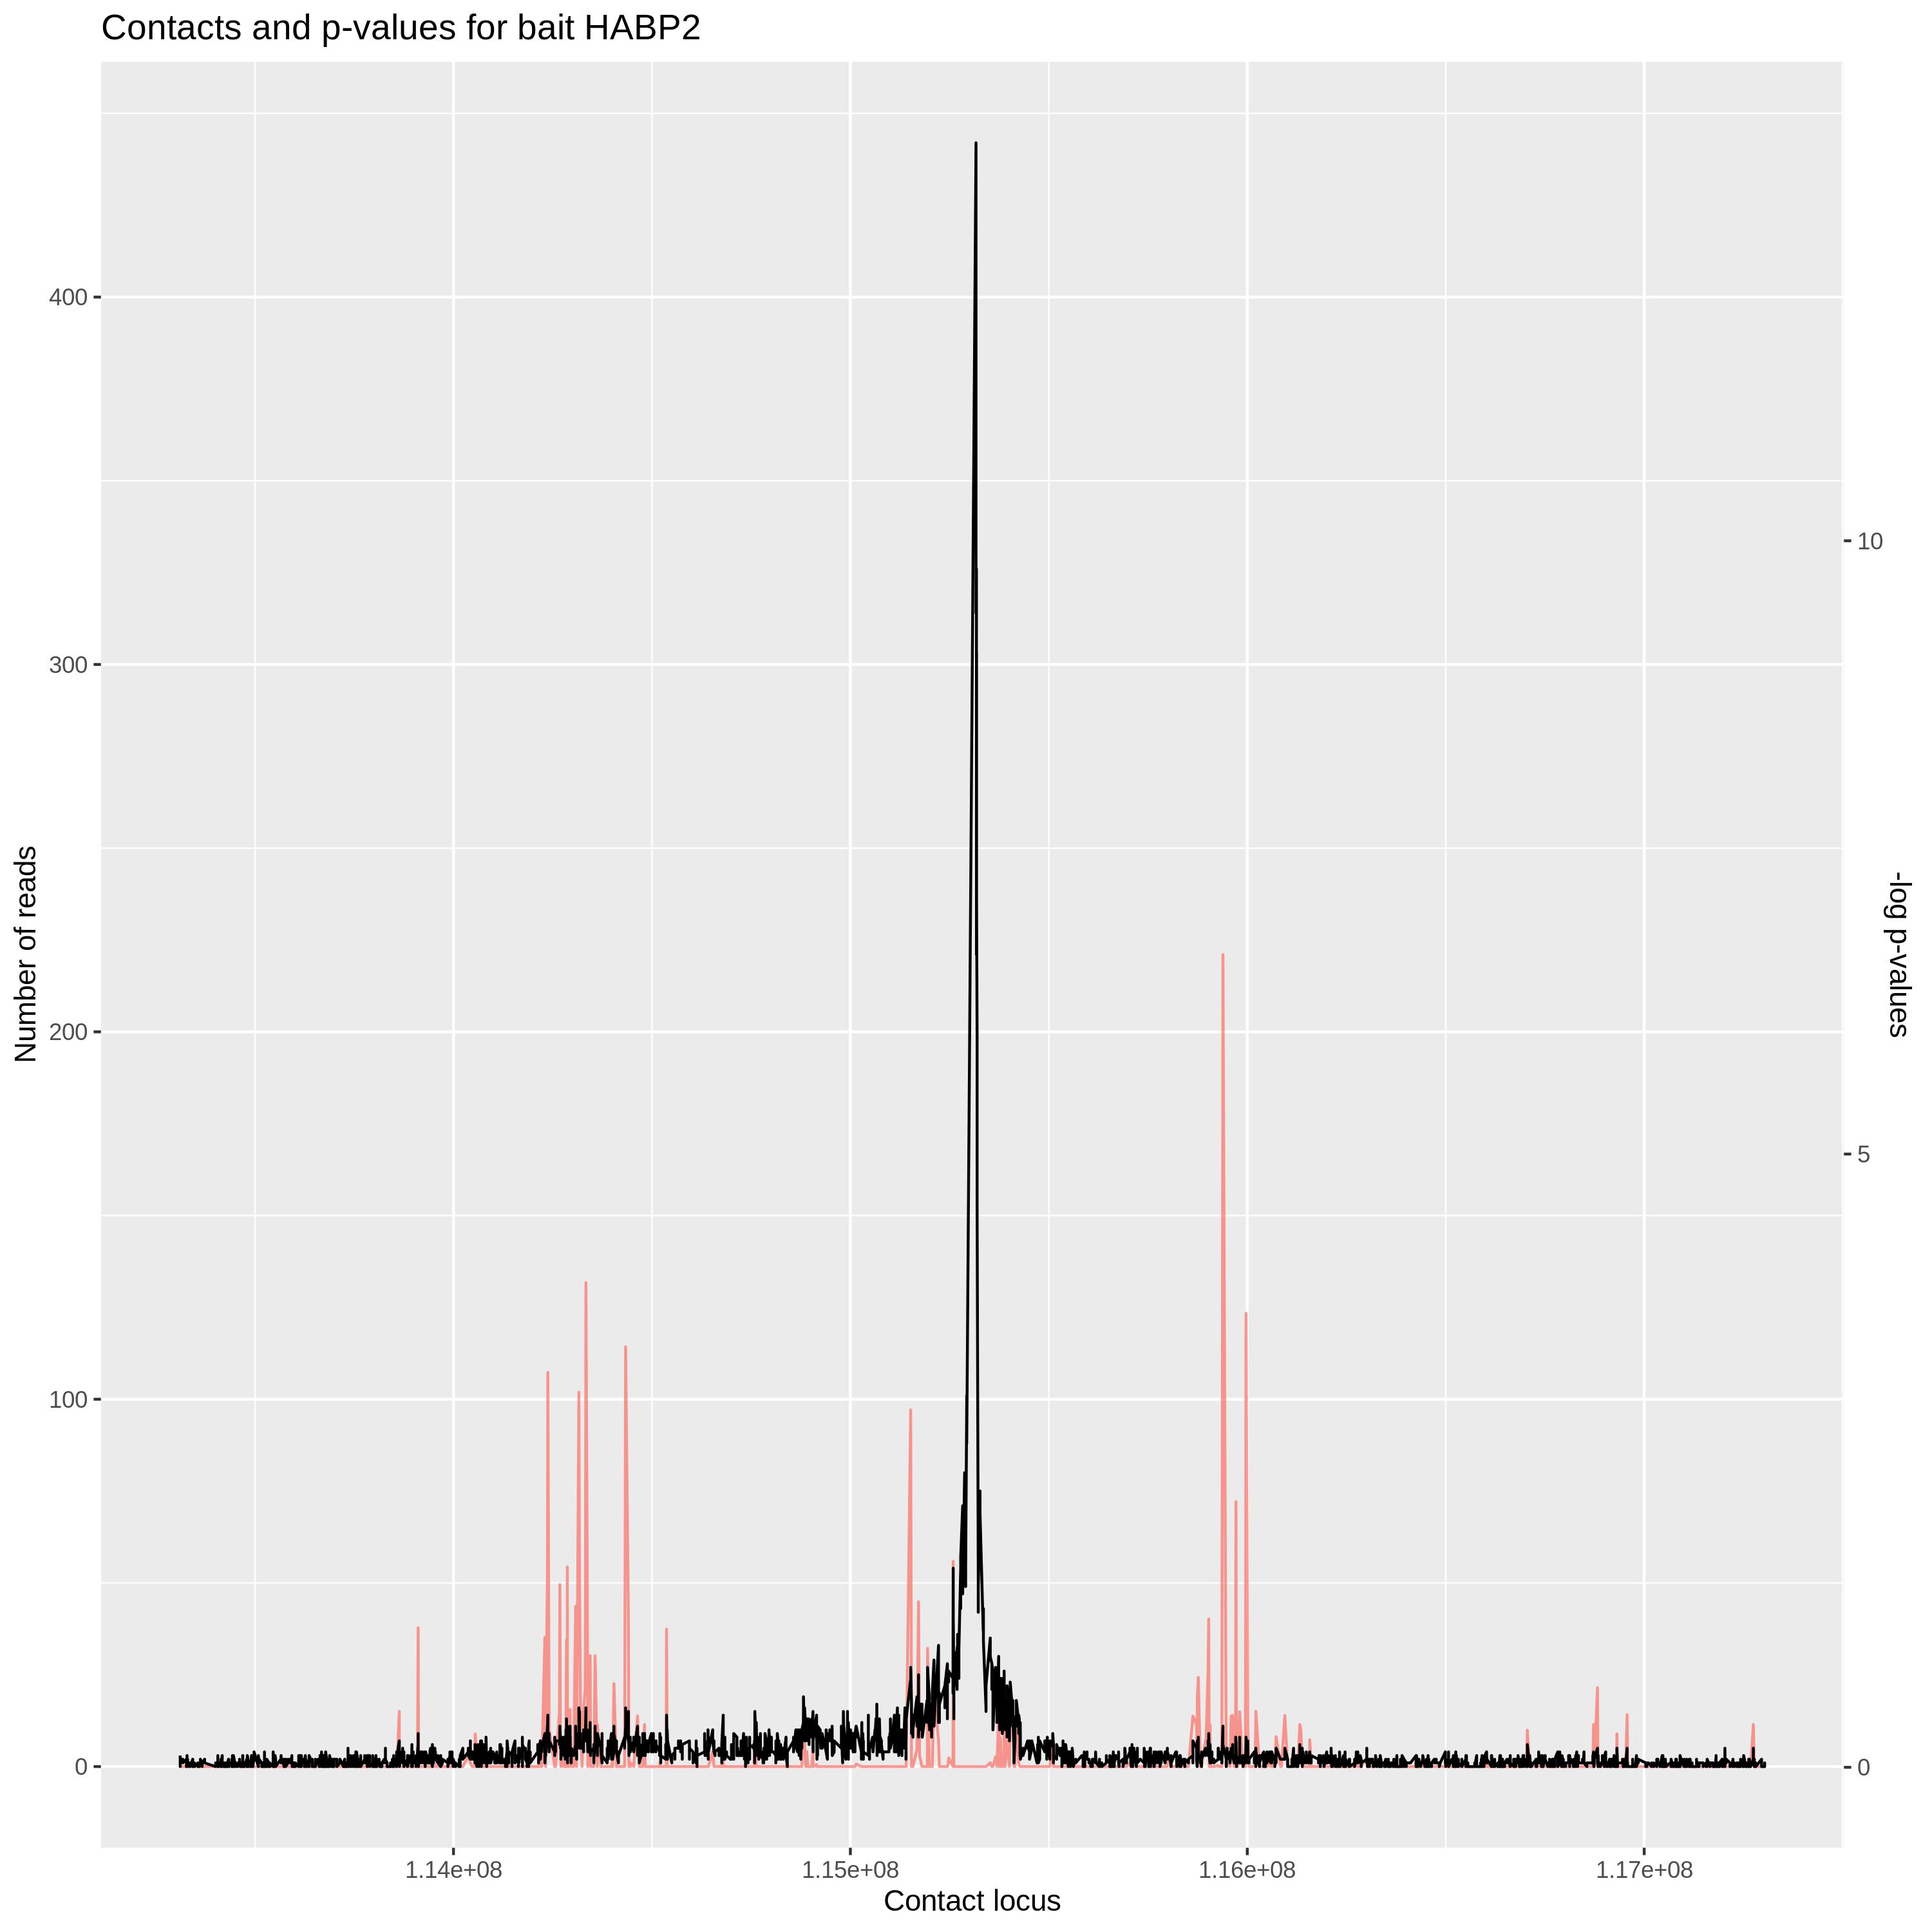 Contacts and p-values for bait HABP2
400
300
200
100
0
Number of reads
10
5
0
-log p-values
1.14e+08
1.15e+08
1.16e+08
1.17e+08
Contact locus